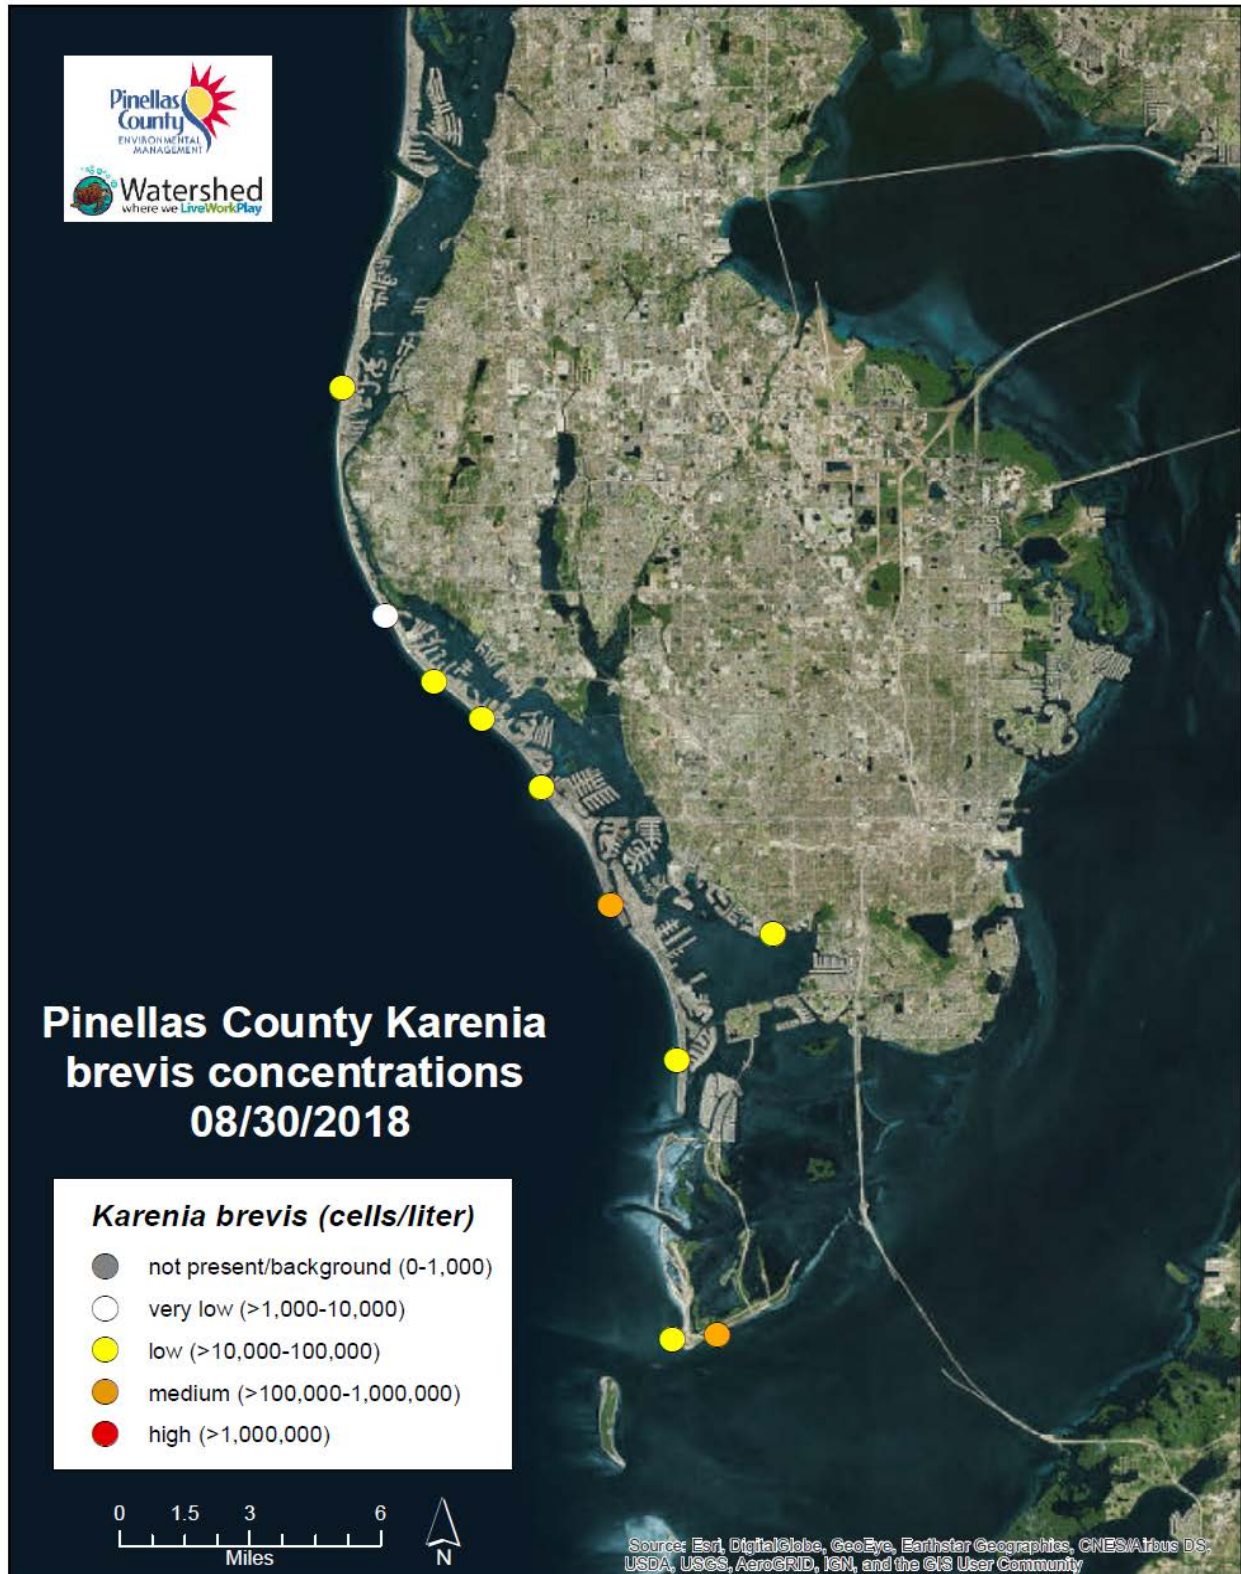 Pinellas
County
ENVIRONMENTAL
MANAGEMENT
Watershed
where we LiveWorkPlay
Pinellas County Karenia
brevis concentrations
08/30/2018
Karenia brevis (cells/liter)
not present/background (0-1,000)
very low (>1,000-10,000)
low (>10,000-100,000)
medium (>100,000-1,000,000)
high (>1,000,000)
0 1.5 3 6
Miles
N
Source: Esri, DigitalGlobe, GeoEye, Earthstar Geographics, CNES/Airbus DS,
USDA, USGS, AeroGRID, IGN, and the GIS User Community